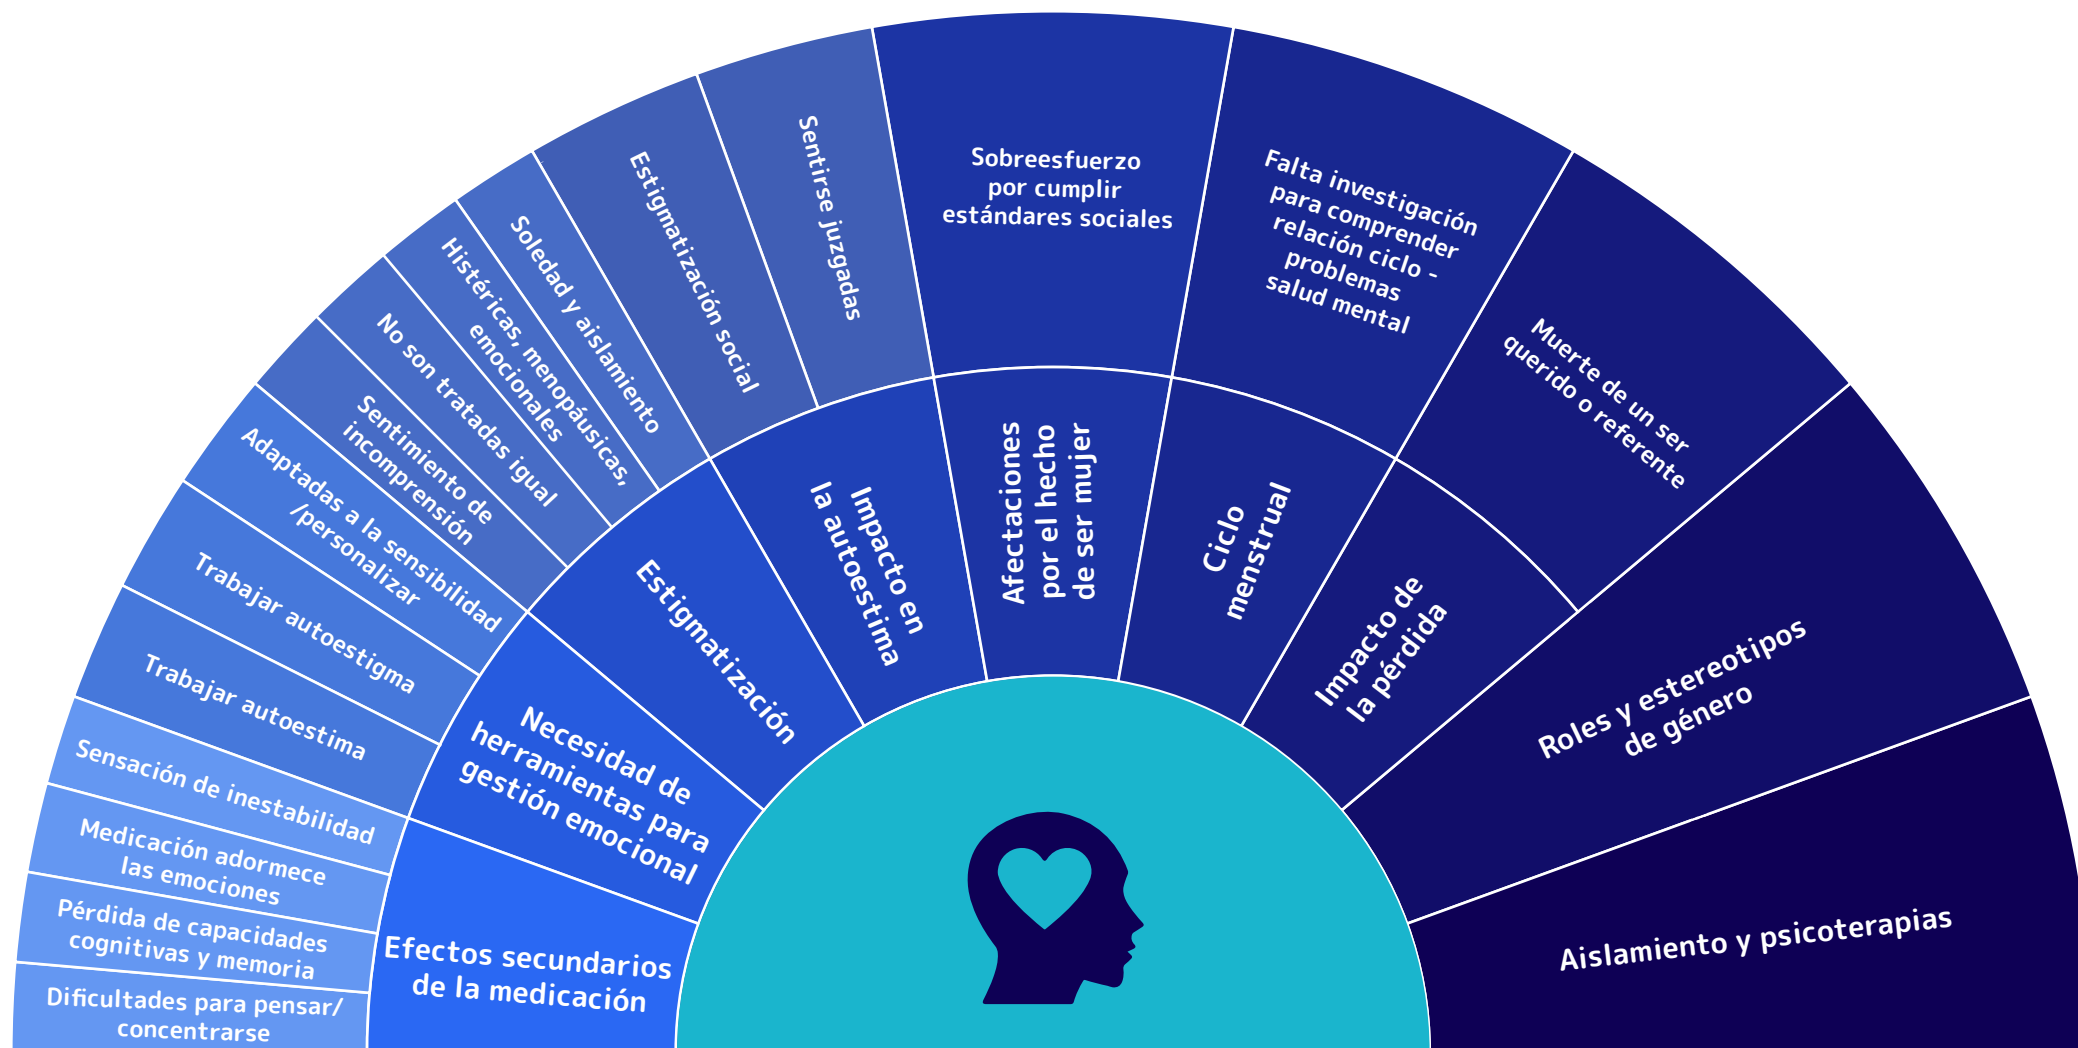 Dificultades para pensar/
concentrarse
Pérdida de capacidades
cognitivas y memoria
Medicación adormece
las emociones
Sensación de inestabilidad
Efectos secundarios
de la medicación
Trabajar autoestima
Trabajar autoestigma
Adaptadas a la sensibilidad
/personalizar
Necesidad de
herramientas para
gestión emocional
Sentimiento de
incomprensión
No son tratadas igual
Histéricas, menopáusicas,
emocionales
Soledad y aislamiento
Estigmatización
Estigmatización social
Sentirse juzgadas
Impacto en
la autoestima
Sobreesfuerzo
por cumplir
estándares sociales
Afectaciones
por el hecho
de ser mujer
Falta investigación
para comprender
relación ciclo -
problemas
salud mental
Ciclo
menstrual
Muerte de un ser
querido o referente
Impacto de
la pérdida
Roles y estereotipos
de género
Aislamiento y psicoterapias